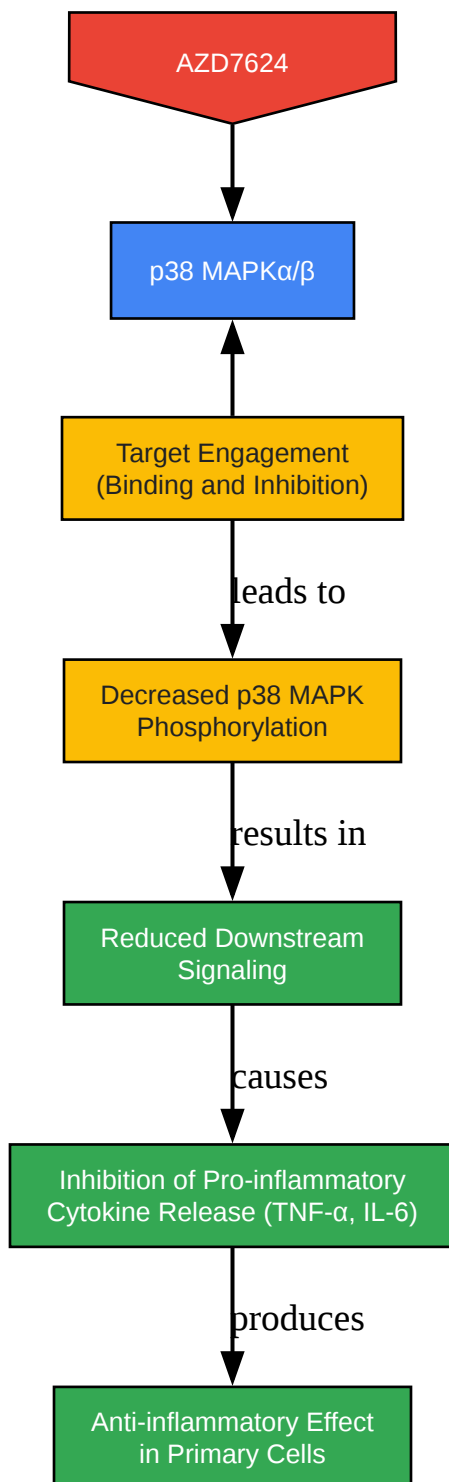 AZD7624
p38 MAPKα/β
Target Engagement
(Binding and Inhibition)
leads to
Decreased p38 MAPK
Phosphorylation
results in
Reduced Downstream
Signaling
causes
Inhibition of Pro-inflammatory
Cytokine Release (TNF-α, IL-6)
produces
Anti-inflammatory Effect
in Primary Cells